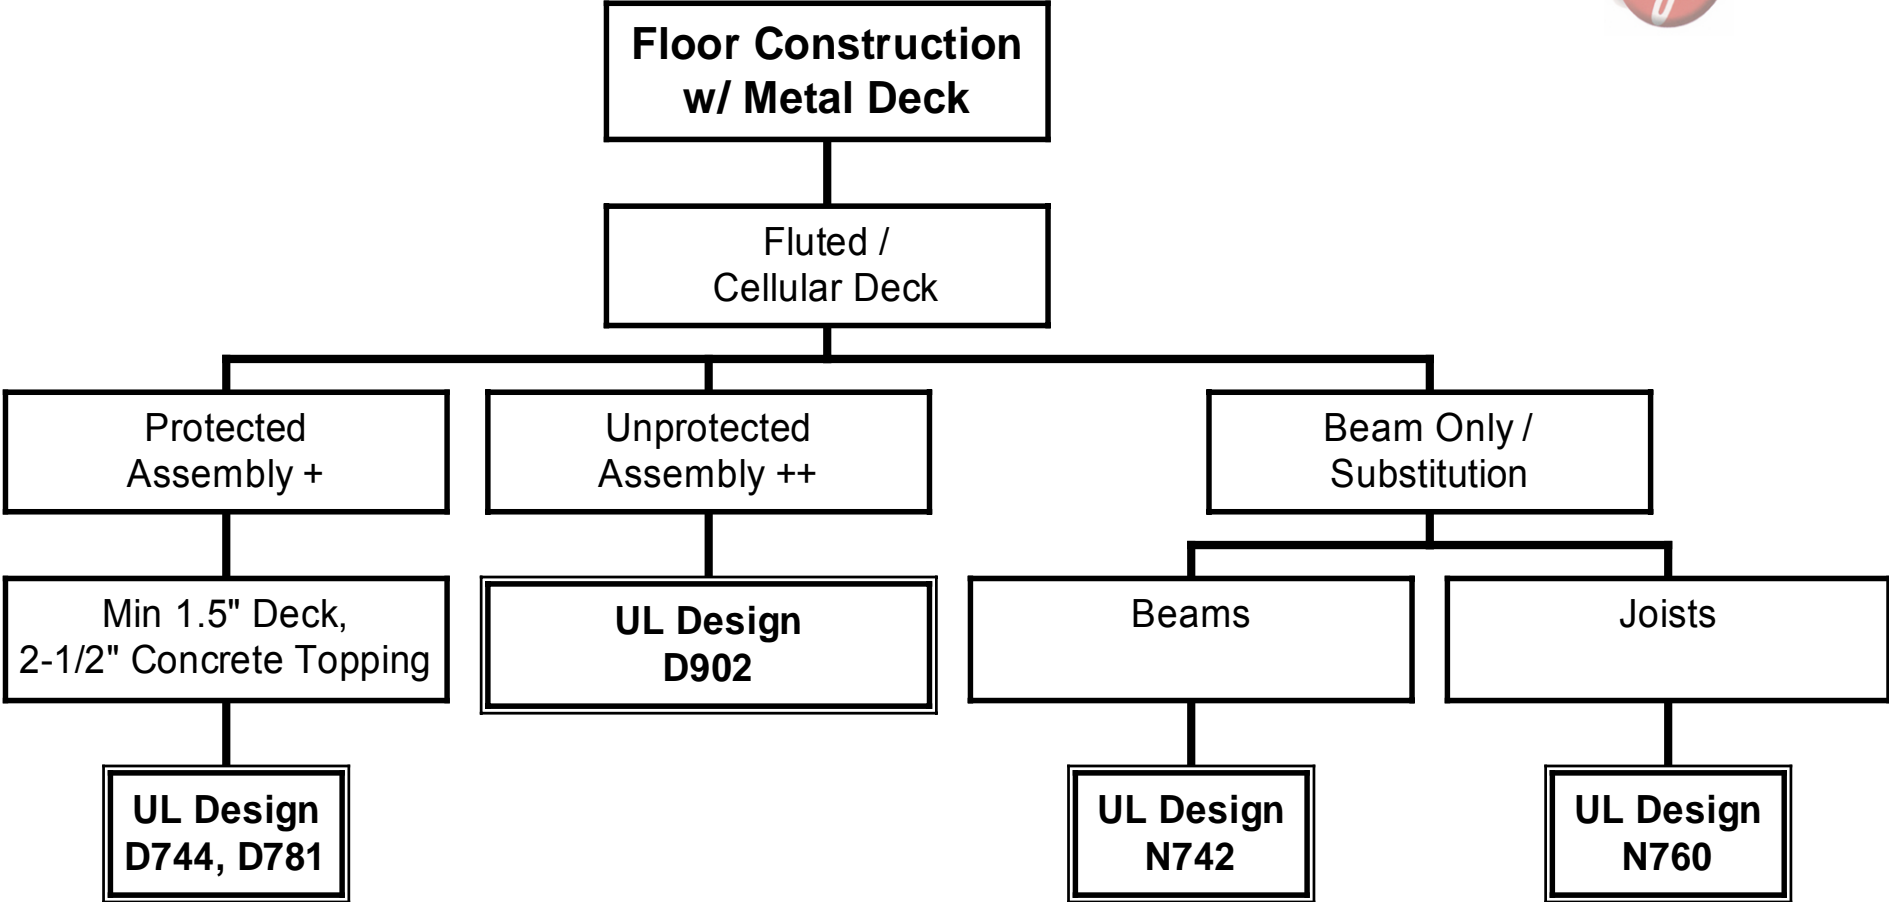 Floor Construction
w/ Metal Deck
Fluted /
Cellular Deck
Protected
Assembly +
Unprotected
Assembly ++
Beam Only /
Substitution
Min 1.5" Deck,
2-1/2" Concrete Topping
UL Design
D902
Beams
Joists
UL Design
D744, D781
UL Design
N742
UL Design
N760